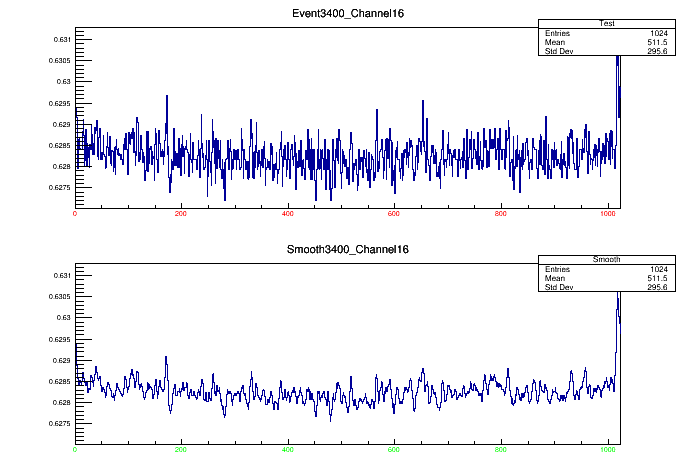 Event3400_Channel16
Test
Entries 1024
Mean 511.5
Std Dev 295.6
0.631
0.6305
0.63
0.6295
0.629
0.6285
0.628
0.6275
0 200 400 600 800 1000
Smooth3400_Channel16
Smooth
Entries 1024
Mean 511.5
Std Dev 295.6
0.631
0.6305
0.63
0.6295
0.629
0.6285
0.628
0.6275
0 200 400 600 800 1000